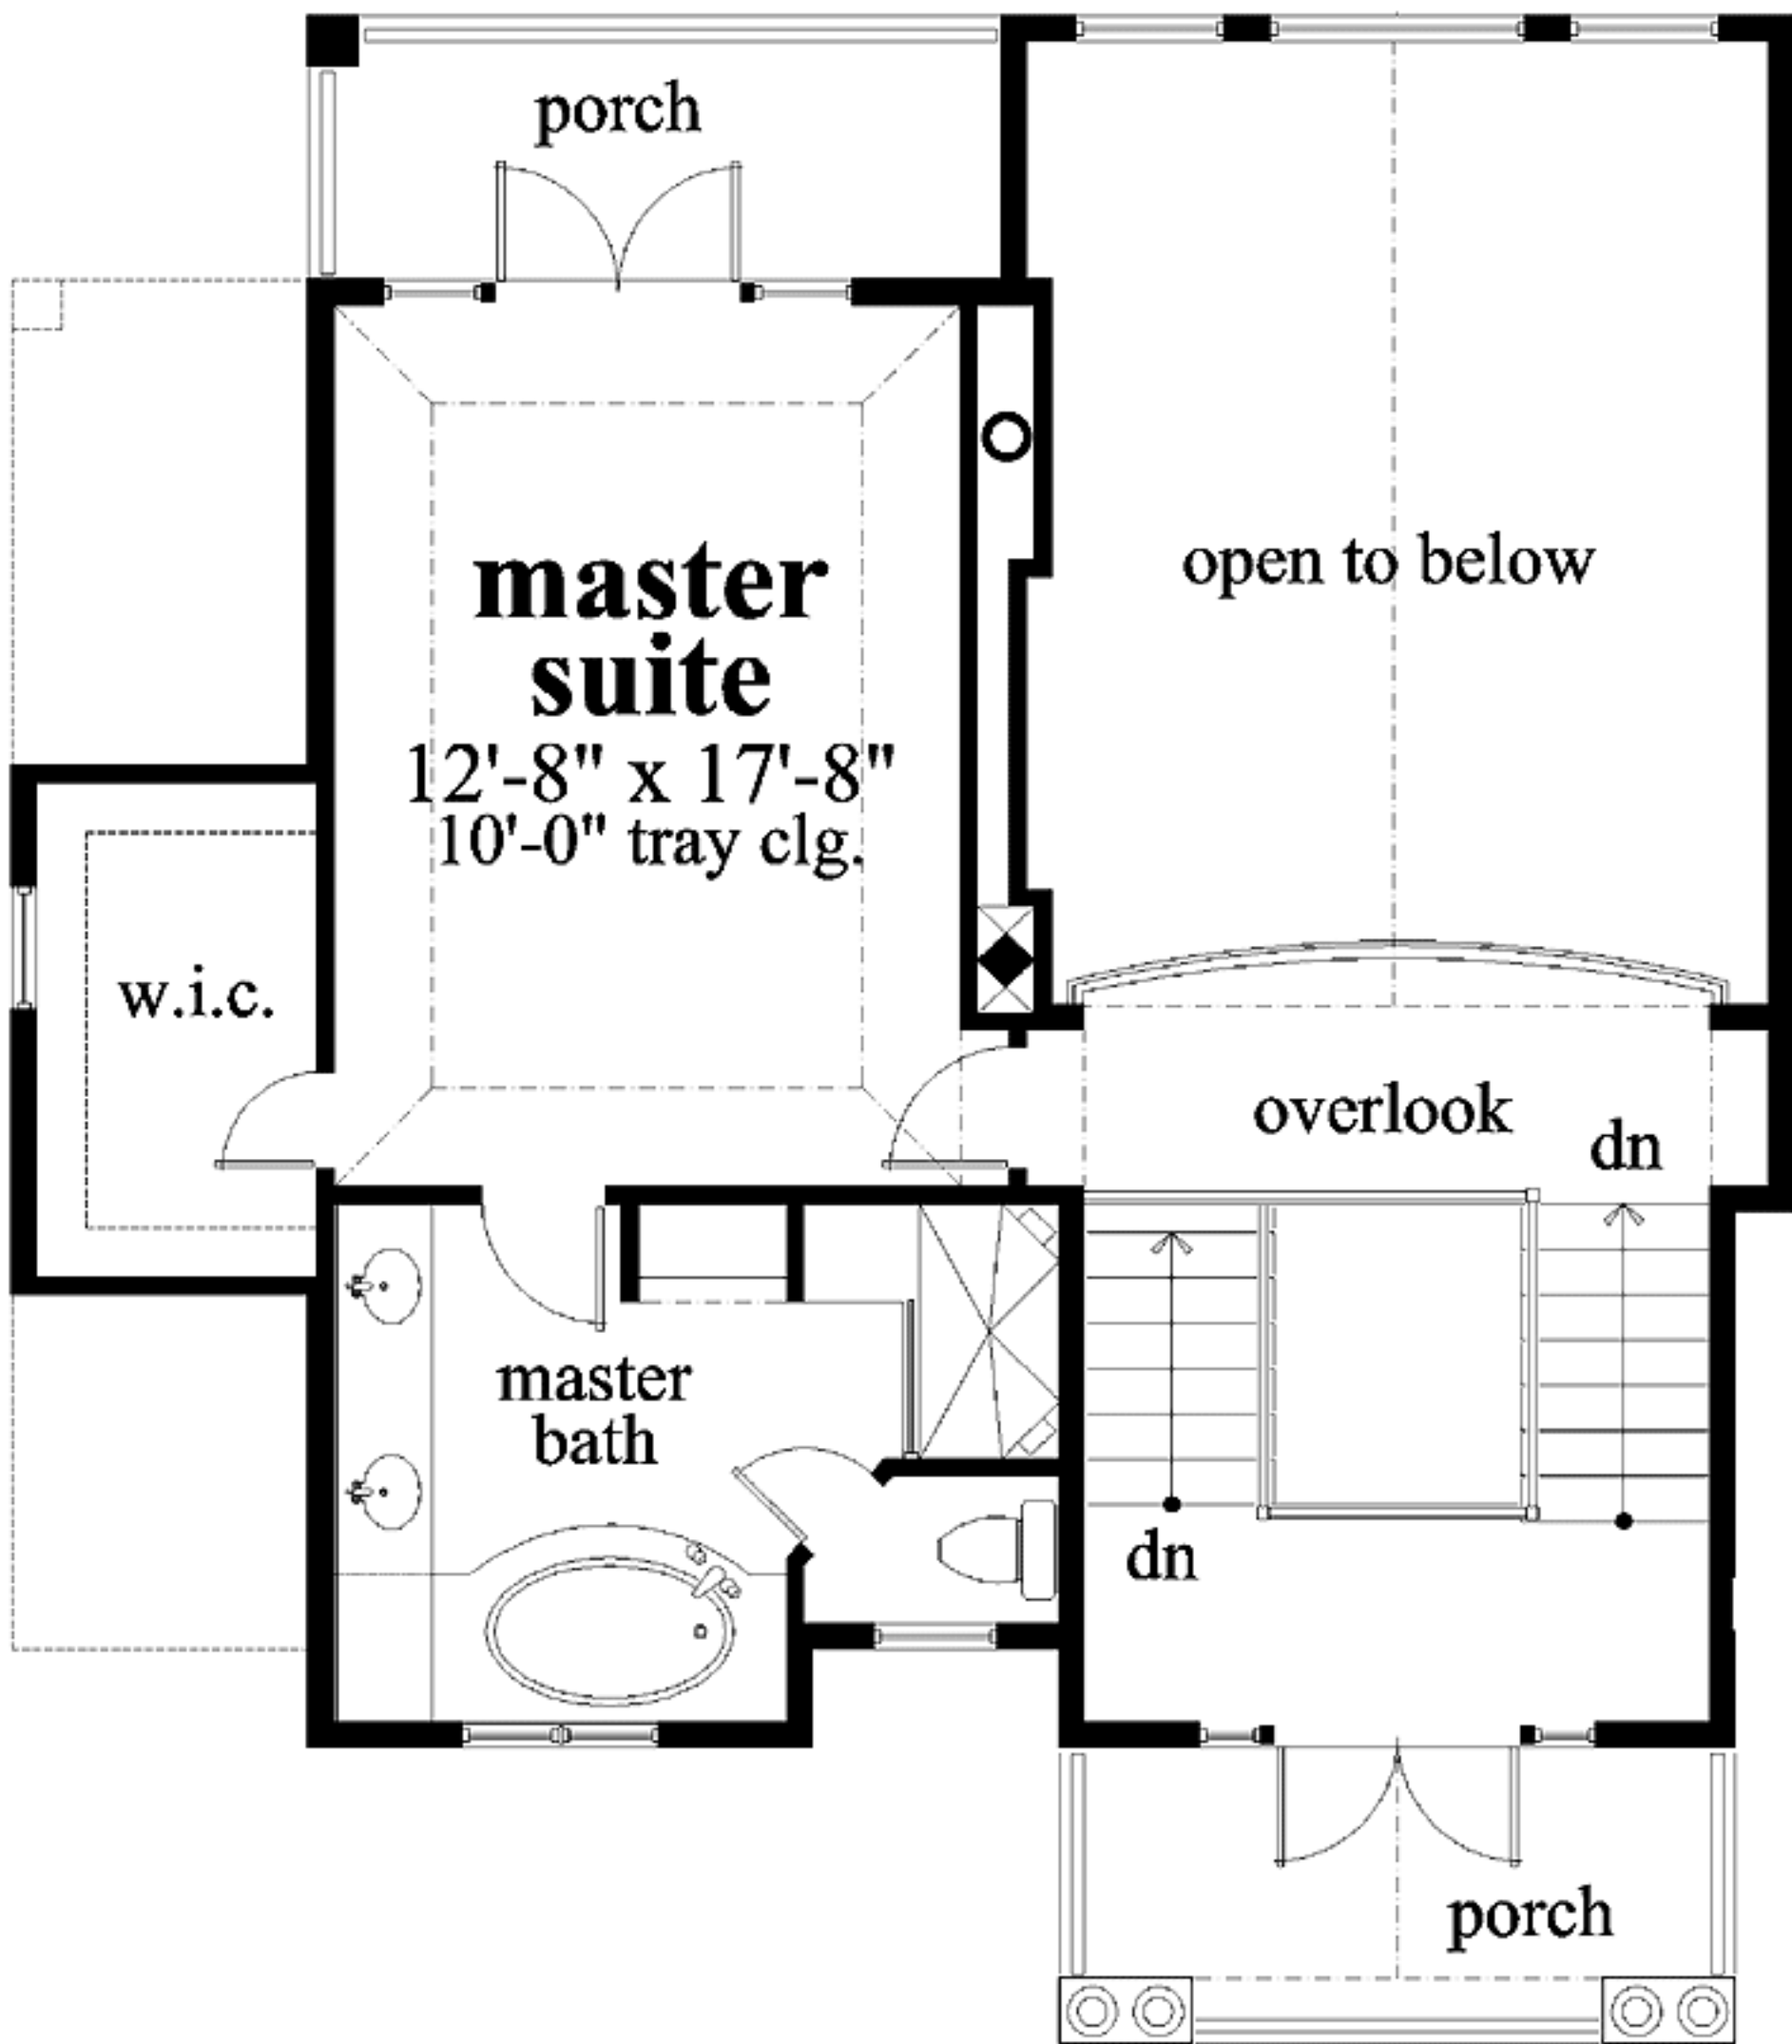 porch
open to below
master
suite
12'-8" x 17'-8"
10'-0" tray clg.
w.i.c.
overlook
dn
master
bath
dn
porch